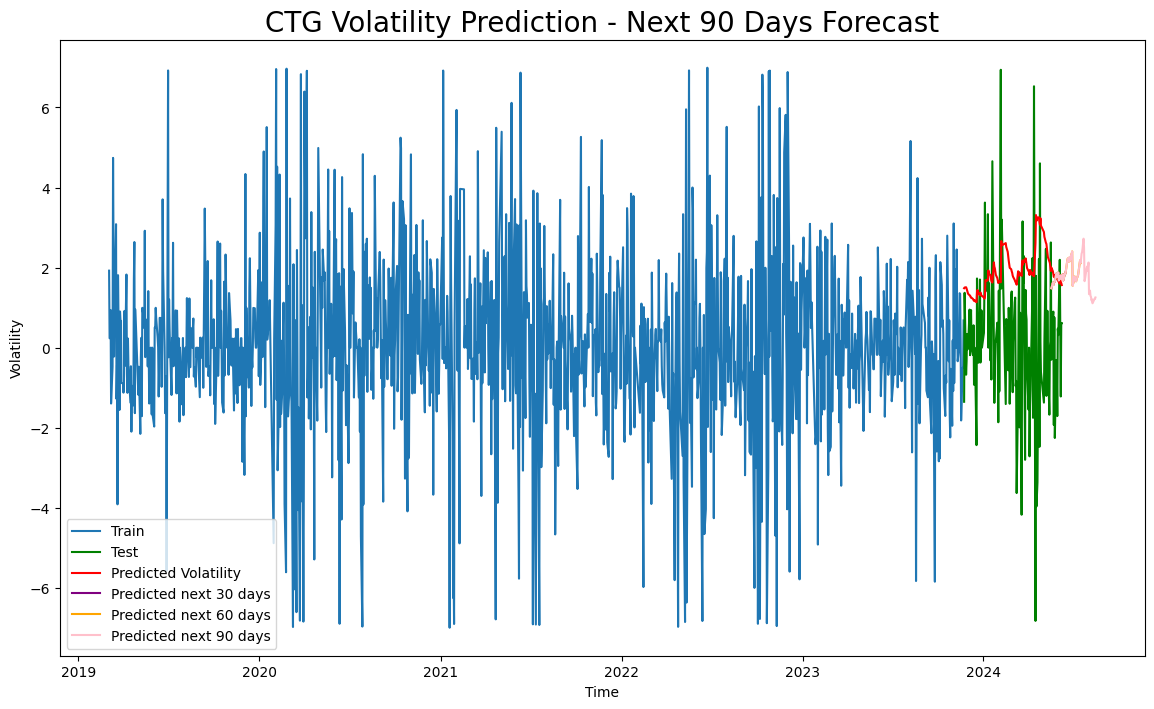 CTG Volatility Prediction - Next 90 Days Forecast
Volatility
6
4
2
0
−2
−4
−6
Train
Test
Predicted Volatility
Predicted next 30 days
Predicted next 60 days
Predicted next 90 days
2019 2020 2021 2022 2023 2024
Time